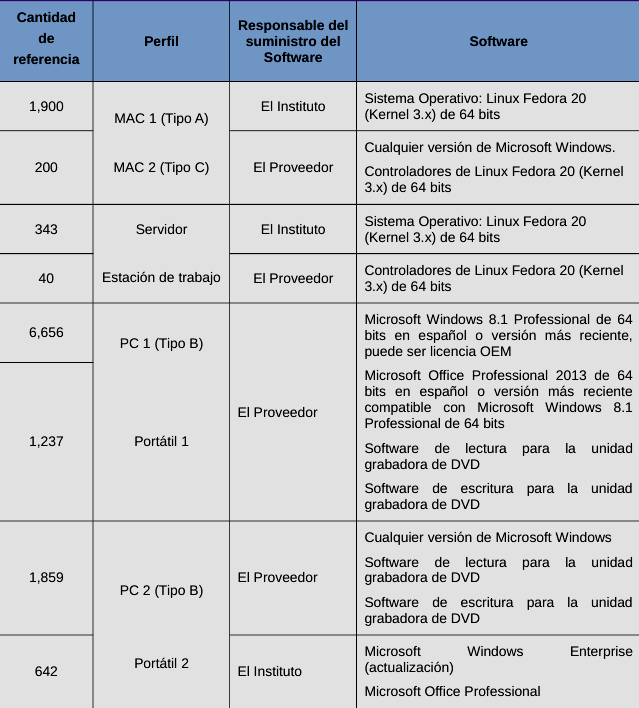 Cantidad
de
referencia
Perfil
Responsable del
suministro del
Software
Software
1,900
MAC 1 (Tipo A)
El Instituto
Sistema Operativo: Linux Fedora 20
(Kernel 3.x) de 64 bits
200
MAC 2 (Tipo C)
El Proveedor
Cualquier versión de Microsoft Windows.
Controladores de Linux Fedora 20 (Kernel
3.x) de 64 bits
343
Servidor
El Instituto
Sistema Operativo: Linux Fedora 20
(Kernel 3.x) de 64 bits
40
Estación de trabajo
El Proveedor
Controladores de Linux Fedora 20 (Kernel
3.x) de 64 bits
6,656
PC 1 (Tipo B)
1,237
Portátil 1
El Proveedor
Microsoft Windows 8.1 Professional de 64
bits en español o versión más reciente,
puede ser licencia OEM
Microsoft Office Professional 2013 de 64
bits en español o versión más reciente
compatible con Microsoft Windows 8.1
Professional de 64 bits
Software de lectura para la unidad
grabadora de DVD
Software de escritura para la unidad
grabadora de DVD
1,859
PC 2 (Tipo B)
El Proveedor
Cualquier versión de Microsoft Windows
Software de lectura para la unidad
grabadora de DVD
Software de escritura para la unidad
grabadora de DVD
642
Portátil 2
El Instituto
Microsoft Windows Enterprise
(actualización)
Microsoft Office Professional